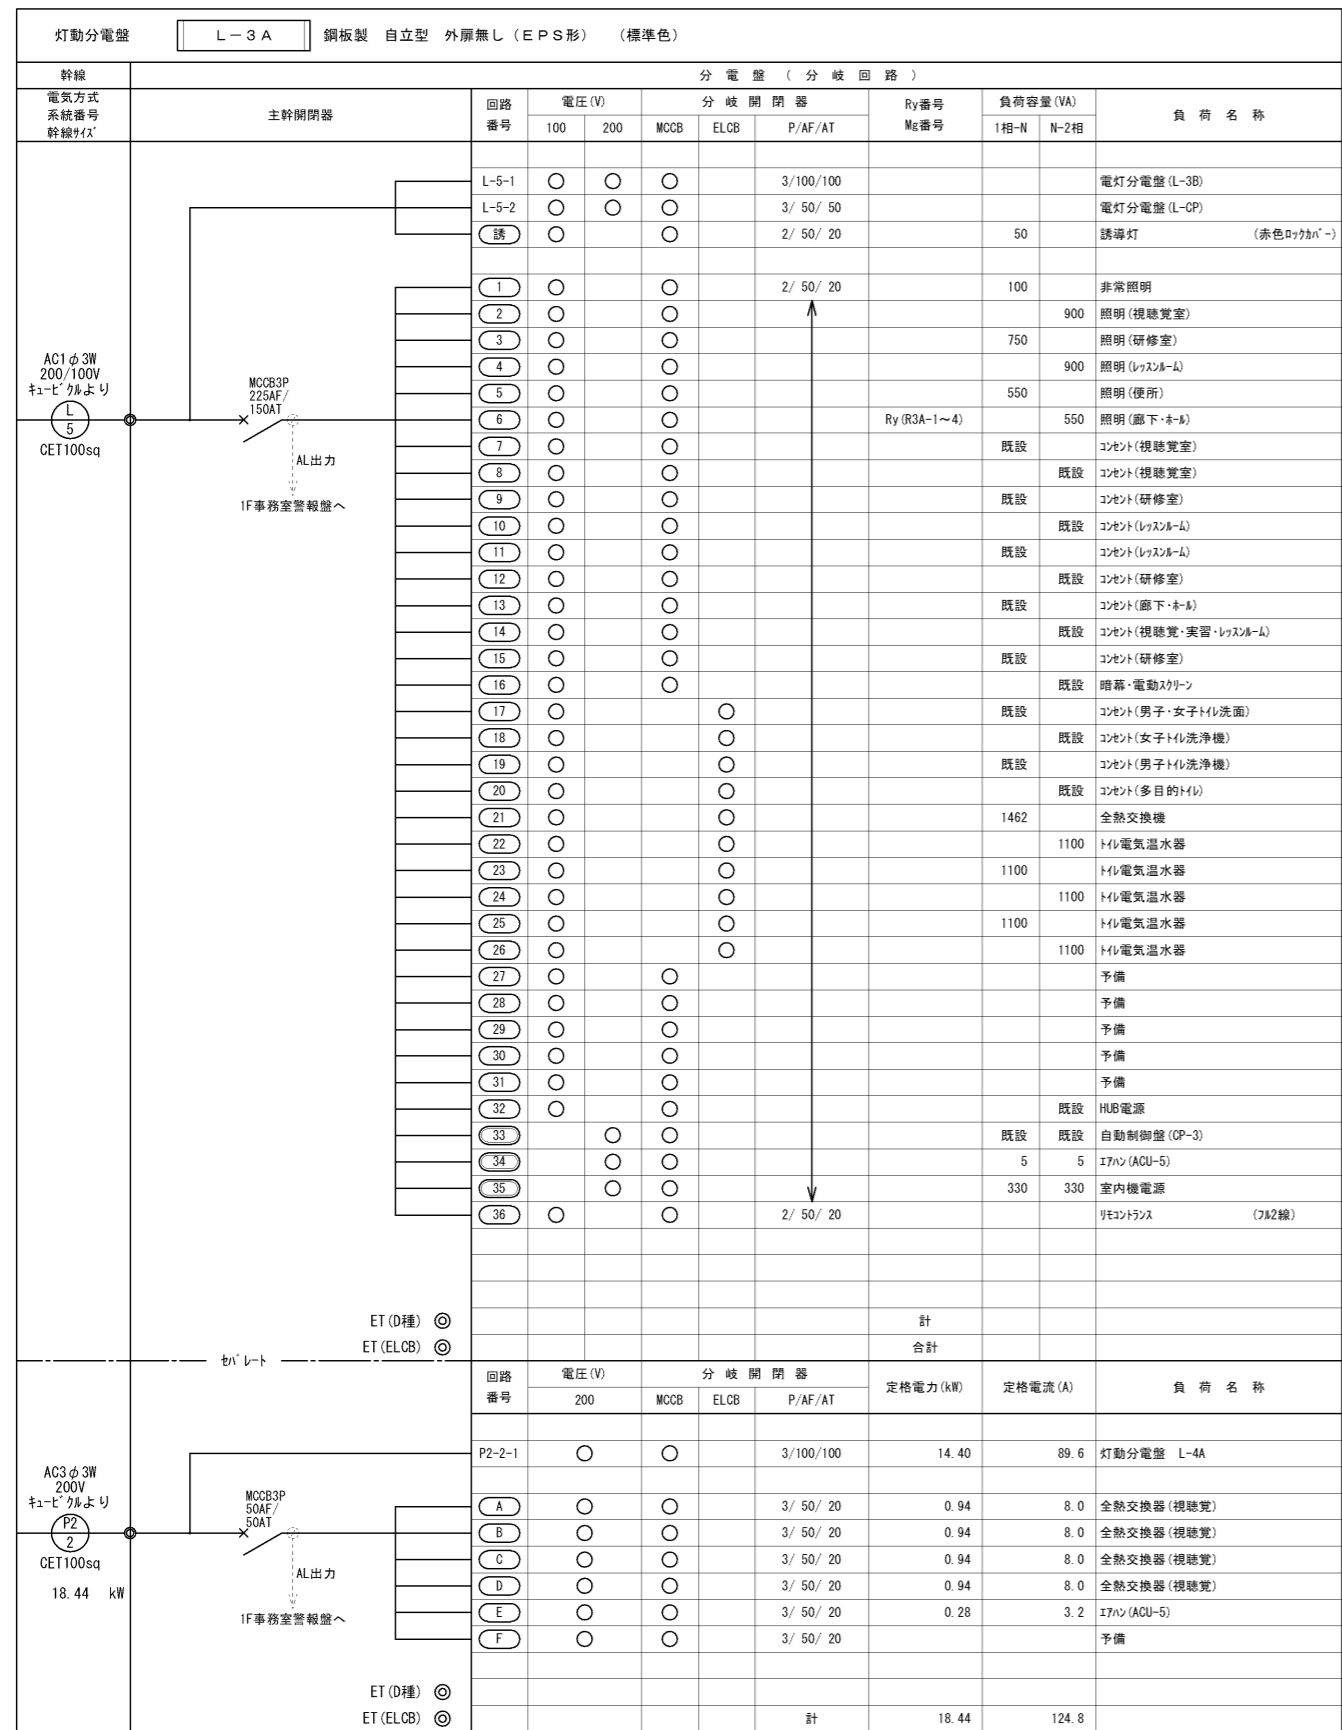 灯動分電盤 L－3A 鋼板製 自立型 外扉無し（EPS形） （標準色）
幹線 分電盤（分岐回路）
電気方式 系統番号 幹線ｻｲｽﾞ 主幹開閉器 回路番号 電圧(V) 100 200 分岐開閉器 MCCB ELCB P/AF/AT Ry番号 Mg番号 負荷容量(VA) 1相-N N-2相 負荷名称
L-5-1 ○ ○ ○ 3/100/100 電灯分電盤(L-3B)
L-5-2 ○ ○ ○ 3/ 50/ 50 電灯分電盤(L-CP)
誘 ○ ○ 2/ 50/ 20 50 誘導灯 (赤色ﾛｯｸｶﾊﾞｰ)
1 ○ ○ 2/ 50/ 20 100 非常照明
2 ○ ○ 900 照明(視聴覚室)
3 ○ ○ 750 照明(研修室)
4 ○ ○ 900 照明(ﾚｯｽﾝﾙｰﾑ)
5 ○ ○ 550 照明(便所)
6 ○ ○ Ry(R3A-1～4) 550 照明(廊下･ﾎｰﾙ)
7 ○ ○ 既設 ｺﾝｾﾝﾄ(視聴覚室)
8 ○ ○ 既設 ｺﾝｾﾝﾄ(視聴覚室)
9 ○ ○ 既設 ｺﾝｾﾝﾄ(研修室)
10 ○ ○ 既設 ｺﾝｾﾝﾄ(ﾚｯｽﾝﾙｰﾑ)
11 ○ ○ 既設 ｺﾝｾﾝﾄ(ﾚｯｽﾝﾙｰﾑ)
12 ○ ○ 既設 ｺﾝｾﾝﾄ(研修室)
13 ○ ○ 既設 ｺﾝｾﾝﾄ(廊下･ﾎｰﾙ)
14 ○ ○ 既設 ｺﾝｾﾝﾄ(視聴覚･実習･ﾚｯｽﾝﾙｰﾑ)
15 ○ ○ 既設 ｺﾝｾﾝﾄ(研修室)
16 ○ ○ 既設 暗幕･電動ｽｸﾘｰﾝ
17 ○ ○ 既設 ｺﾝｾﾝﾄ(男子･女子ﾄｲﾚ洗面)
18 ○ ○ 既設 ｺﾝｾﾝﾄ(女子ﾄｲﾚ洗浄機)
19 ○ ○ 既設 ｺﾝｾﾝﾄ(男子ﾄｲﾚ洗浄機)
20 ○ ○ 既設 ｺﾝｾﾝﾄ(多目的ﾄｲﾚ)
21 ○ ○ 1462 全熱交換機
22 ○ ○ 1100 ﾄｲﾚ電気温水器
23 ○ ○ 1100 ﾄｲﾚ電気温水器
24 ○ ○ 1100 ﾄｲﾚ電気温水器
25 ○ ○ 1100 ﾄｲﾚ電気温水器
26 ○ ○ 1100 ﾄｲﾚ電気温水器
27 ○ ○ 予備
28 ○ ○ 予備
29 ○ ○ 予備
30 ○ ○ 予備
31 ○ ○ 予備
32 ○ ○ 既設 HUB電源
33 ○ ○ 既設 既設 自動制御盤(CP-3)
34 ○ ○ 5 5 ｴｱﾊﾝ(ACU-5)
35 ○ ○ 330 330 室内機電源
36 ○ ○ 2/ 50/ 20 ﾘﾓｺﾝﾄﾗﾝｽ (ﾌﾙ2線)
AC1φ3W
200/100V
ｷｭｰﾋﾞｸﾙより
L
5
CET100sq
MCCB3P
225AF/
150AT
AL出力
1F事務室警報盤へ
ET(D種) ◎ 計
ET(ELCB) ◎ 合計
ｾﾊﾟﾚｰﾄ
回路番号 電圧(V) 200 分岐開閉器 MCCB ELCB P/AF/AT 定格電力(kW) 定格電流(A) 負荷名称
P2-2-1 ○ ○ 3/100/100 14.40 89.6 灯動分電盤 L-4A
A ○ ○ 3/ 50/ 20 0.94 8.0 全熱交換器(視聴覚)
B ○ ○ 3/ 50/ 20 0.94 8.0 全熱交換器(視聴覚)
C ○ ○ 3/ 50/ 20 0.94 8.0 全熱交換器(視聴覚)
D ○ ○ 3/ 50/ 20 0.94 8.0 全熱交換器(視聴覚)
E ○ ○ 3/ 50/ 20 0.28 3.2 ｴｱﾊﾝ(ACU-5)
F ○ ○ 3/ 50/ 20 予備
AC3φ3W
200V
ｷｭｰﾋﾞｸﾙより
P2
2
CET100sq
18.44 kW
MCCB3P
50AF/
50AT
AL出力
1F事務室警報盤へ
ET(D種) ◎
ET(ELCB) ◎ 計 18.44 124.8